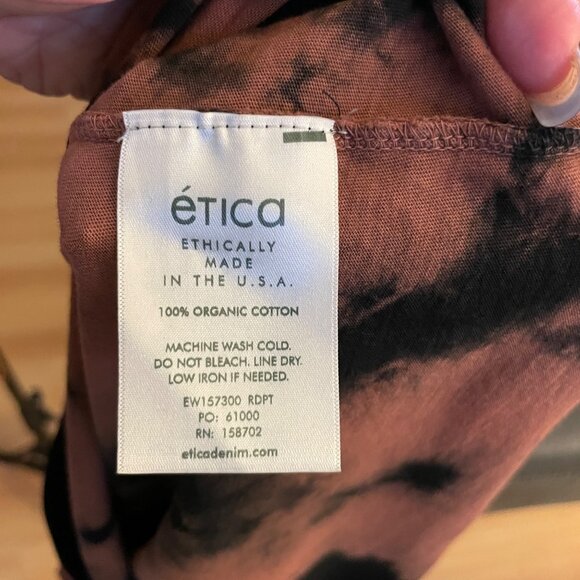 éTICA
ETHICALLY
MADE
IN THE U.S.A.
100% ORGANIC COTTON
MACHINE WASH COLD.
DO NOT BLEACH. LINE DRY.
LOW IRON IF NEEDED.
EW157300 RDPT
PO: 61000
RN: 158702
eticadenim.com